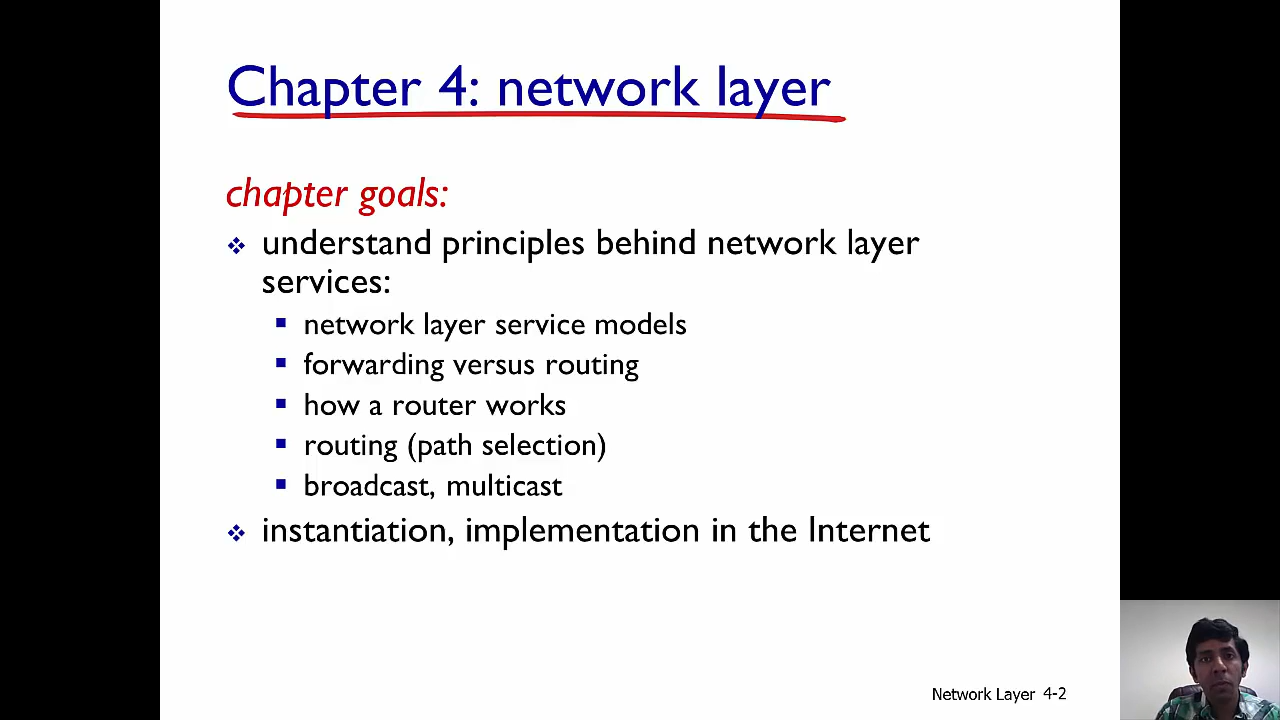 Chapter 4: network layer
chapter goals:
❖ understand principles behind network layer
services:
▪ network layer service models
▪ forwarding versus routing
▪ how a router works
▪ routing (path selection)
▪ broadcast, multicast
❖ instantiation, implementation in the Internet
Network Layer 4-2